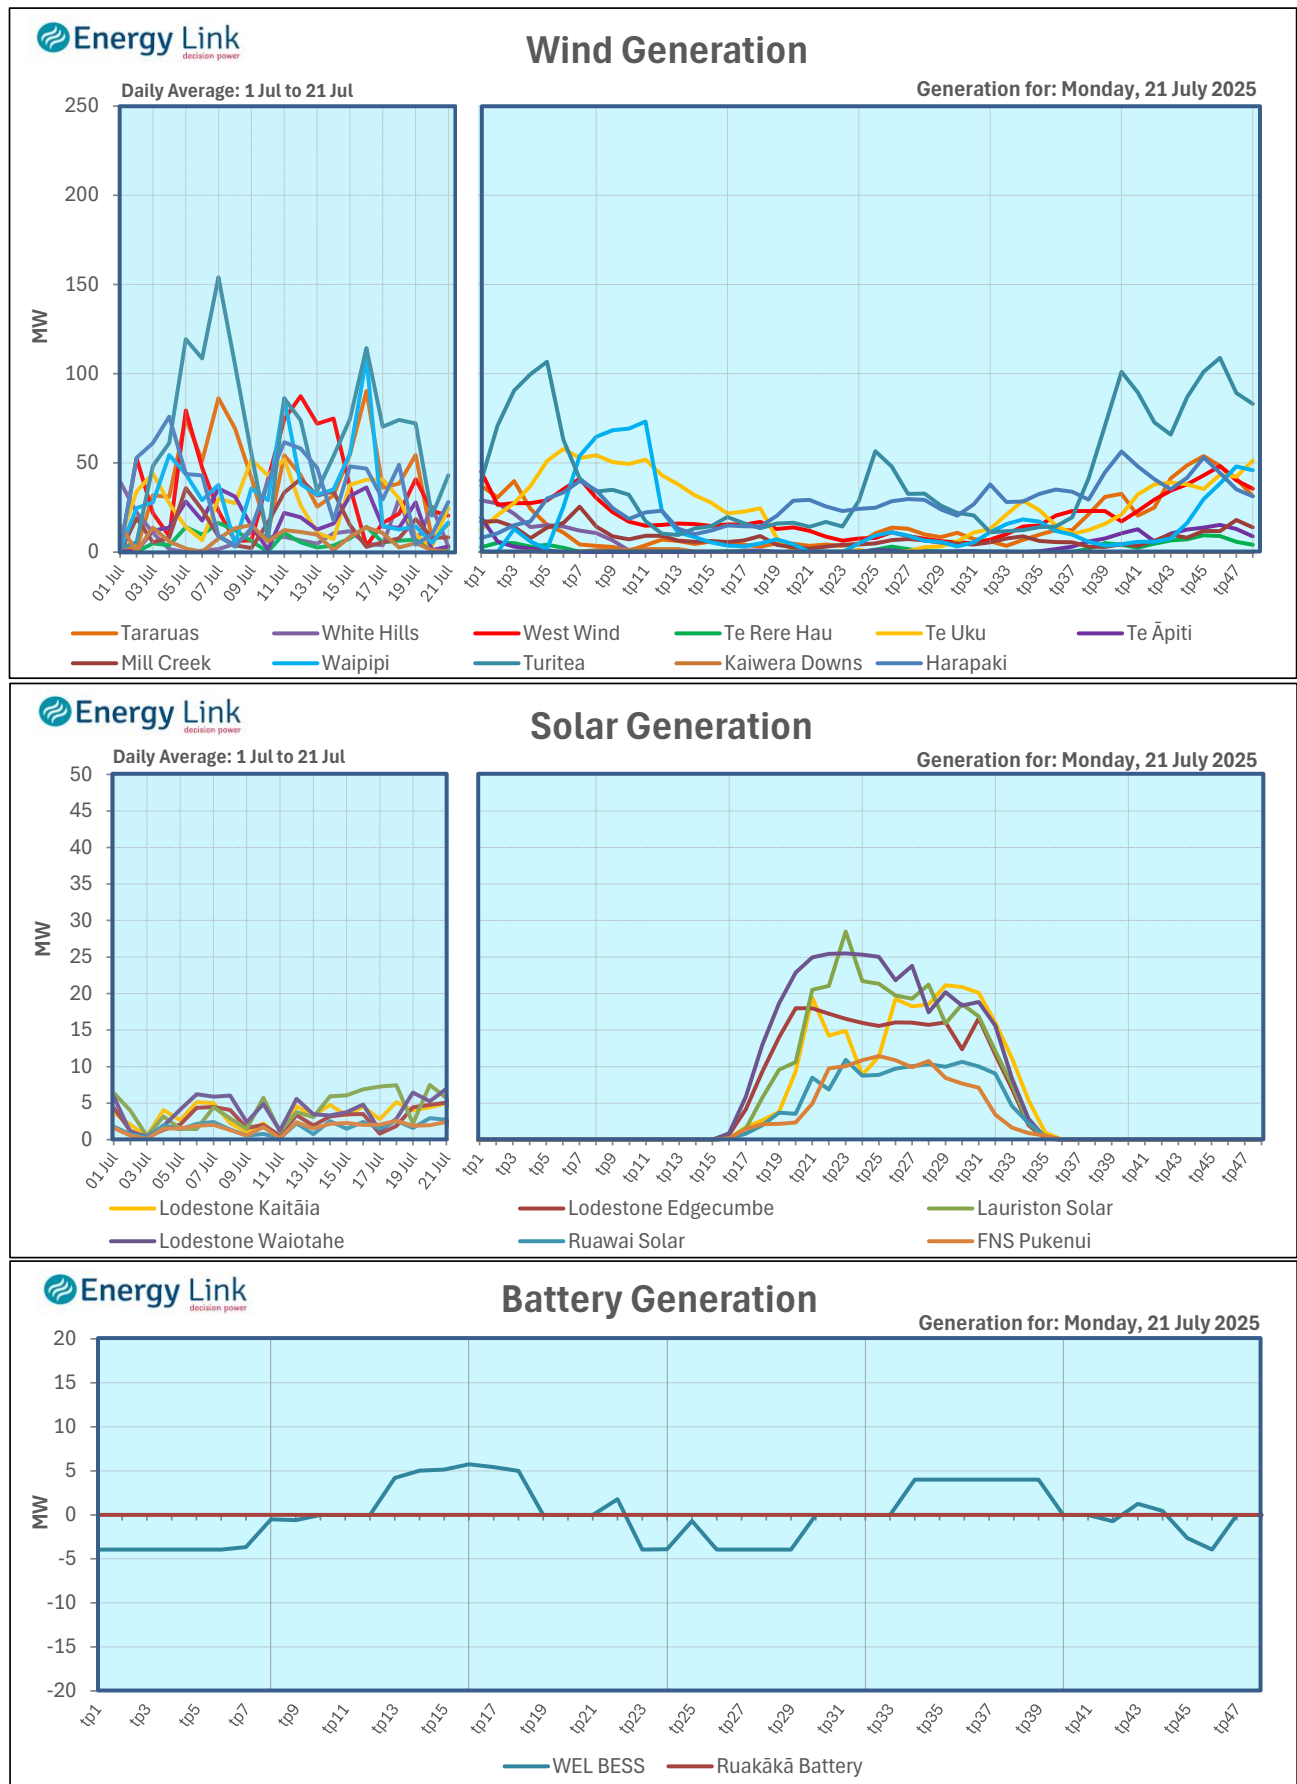 Energy Link
decision power
Wind Generation
Daily Average: 1 Jul to 21 Jul
Generation for: Monday, 21 July 2025
MW
250
200
150
100
50
0
01 Jul 03 Jul 05 Jul 07 Jul 09 Jul 11 Jul 13 Jul 15 Jul 17 Jul 19 Jul 21 Jul
tp1 tp3 tp5 tp7 tp9 tp11 tp13 tp15 tp17 tp19 tp21 tp23 tp25 tp27 tp29 tp31 tp33 tp35 tp37 tp39 tp41 tp43 tp45 tp47
Tararuas White Hills West Wind Te Rere Hau Te Uku Te Āpiti
Mill Creek Waipipi Turitea Kaiwera Downs Harapaki
Energy Link
decision power
Solar Generation
Daily Average: 1 Jul to 21 Jul
Generation for: Monday, 21 July 2025
MW
50
45
40
35
30
25
20
15
10
5
0
01 Jul 03 Jul 05 Jul 07 Jul 09 Jul 11 Jul 13 Jul 15 Jul 17 Jul 19 Jul 21 Jul
tp1 tp3 tp5 tp7 tp9 tp11 tp13 tp15 tp17 tp19 tp21 tp23 tp25 tp27 tp29 tp31 tp33 tp35 tp37 tp39 tp41 tp43 tp45 tp47
Lodestone Kaitāia Lodestone Edgecumbe Lauriston Solar
Lodestone Waiotahe Ruawai Solar FNS Pukenui
Energy Link
decision power
Battery Generation
Generation for: Monday, 21 July 2025
MW
20
15
10
5
0
-5
-10
-15
-20
tp1 tp3 tp5 tp7 tp9 tp11 tp13 tp15 tp17 tp19 tp21 tp23 tp25 tp27 tp29 tp31 tp33 tp35 tp37 tp39 tp41 tp43 tp45 tp47
WEL BESS Ruakākā Battery